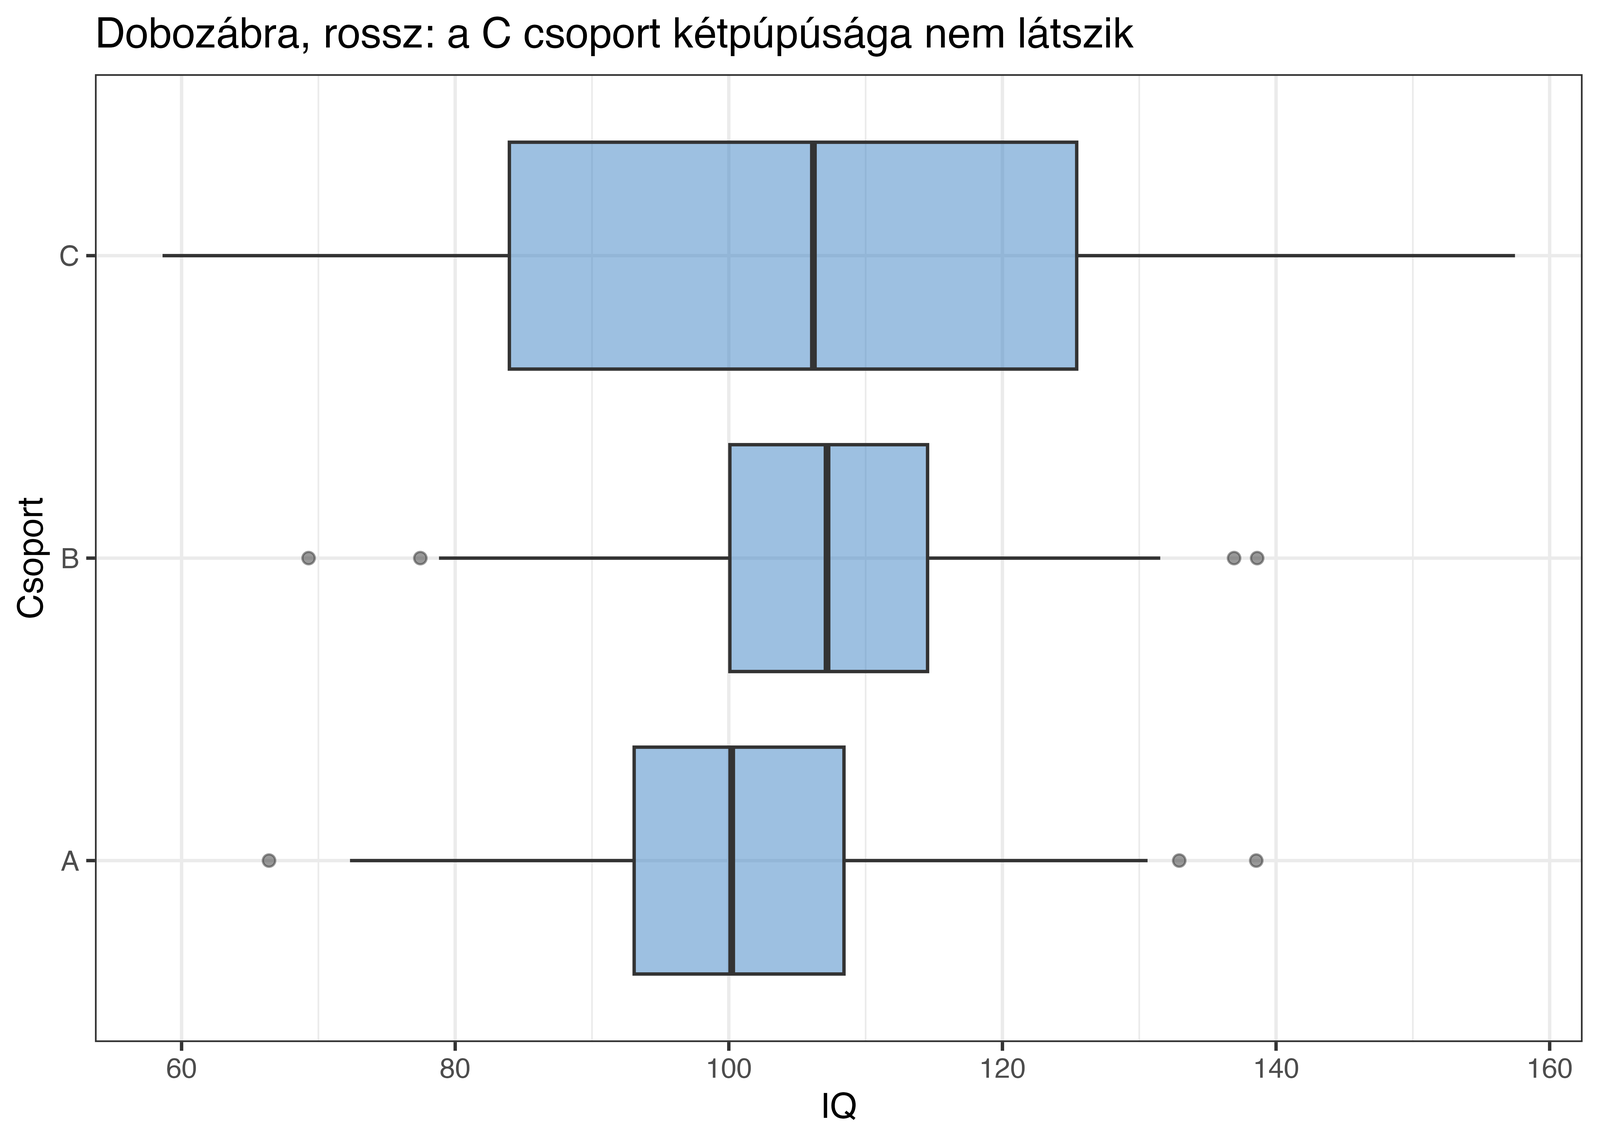 Dobozábra, rossz: a C csoport kétpúpúsága nem látszik
C
B
A
Csoport
60 80 100 120 140 160
IQ